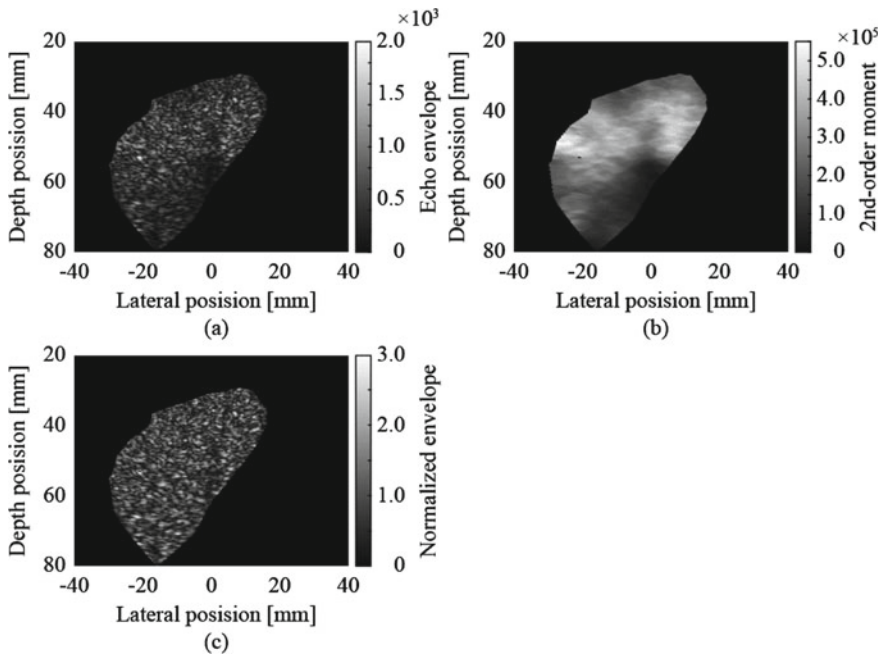 ×10³
20
2.0
40
1.5
60
1.0
0.5
80
0
-40 -20 0 20 40
Depth posision [mm]
Lateral posision [mm]
Echo envelope
(a)
×10⁵
20
5.0
40
4.0
3.0
60
2.0
1.0
80
0
-40 -20 0 20 40
Depth posision [mm]
Lateral posision [mm]
2nd-order moment
(b)
20
3.0
40
2.0
60
1.0
80
0
-40 -20 0 20 40
Depth posision [mm]
Lateral posision [mm]
Normalized envelope
(c)